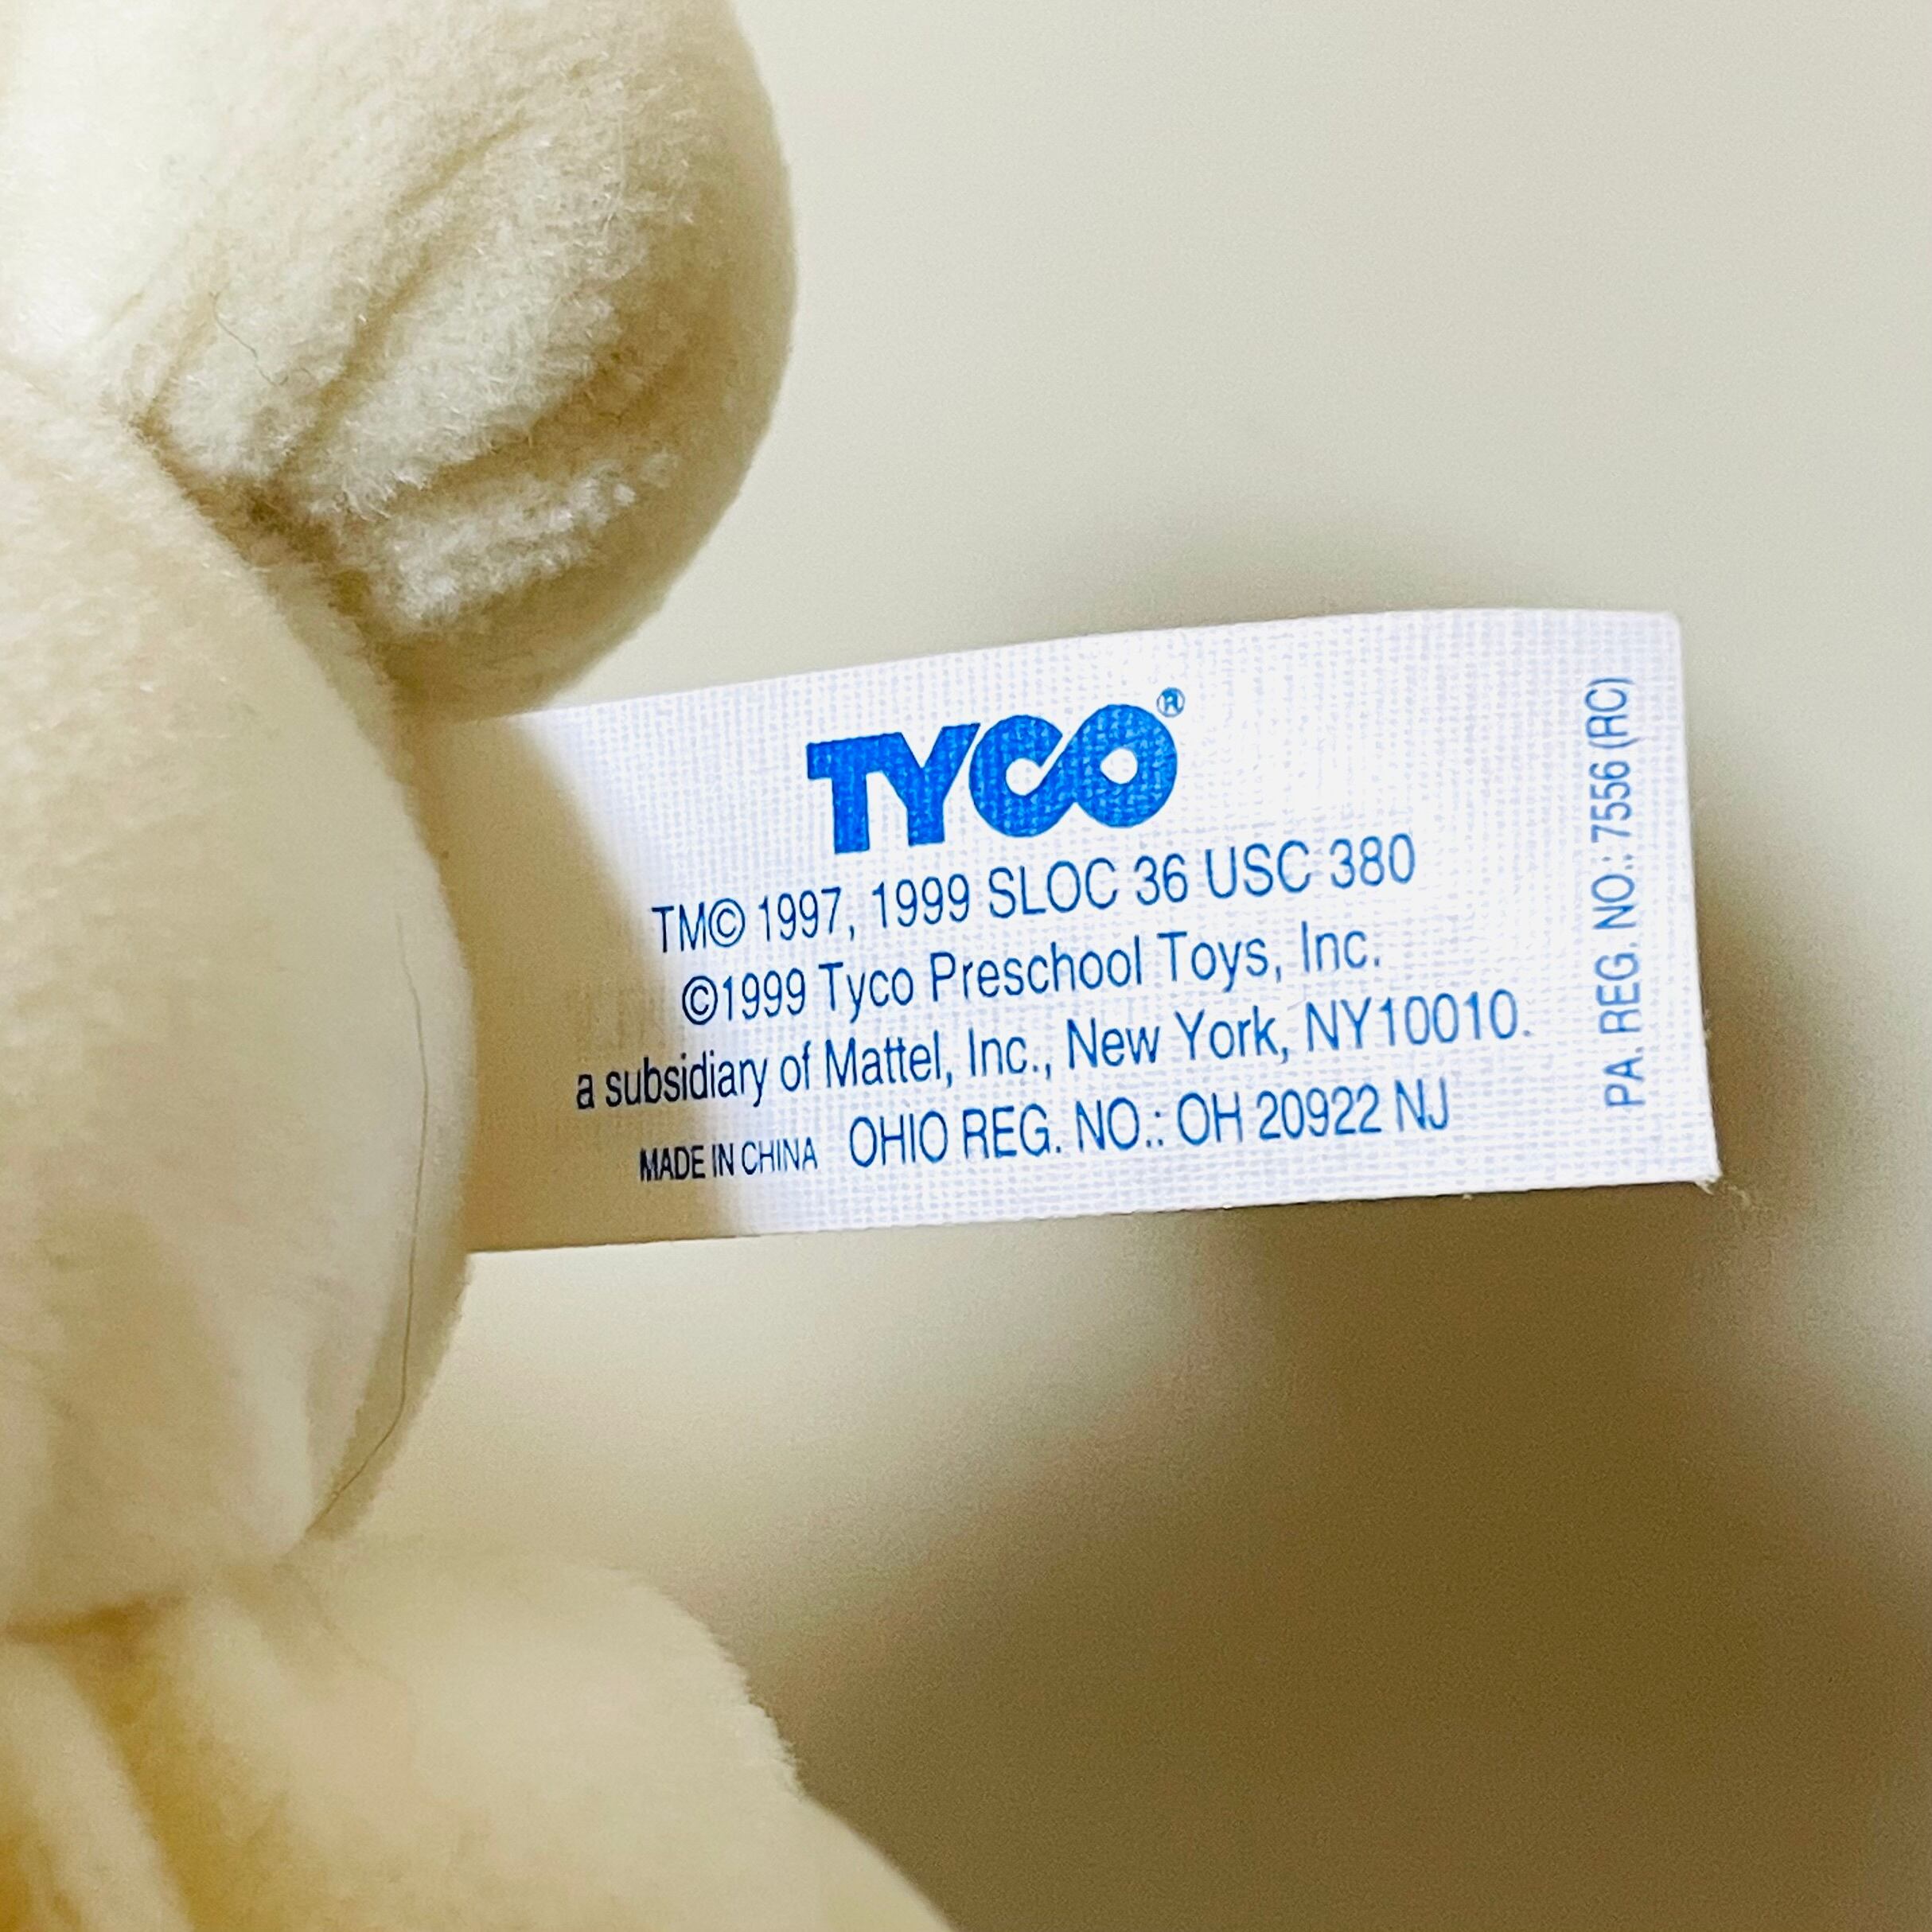 TYCO®
TM© 1997, 1999 SLOC 36 USC 380
©1999 Tyco Preschool Toys, Inc.
a subsidiary of Mattel, Inc., New York, NY10010.
MADE IN CHINA OHIO REG. NO.: OH 20922 NJ
PA. REG. NO.: 7556 (RC)